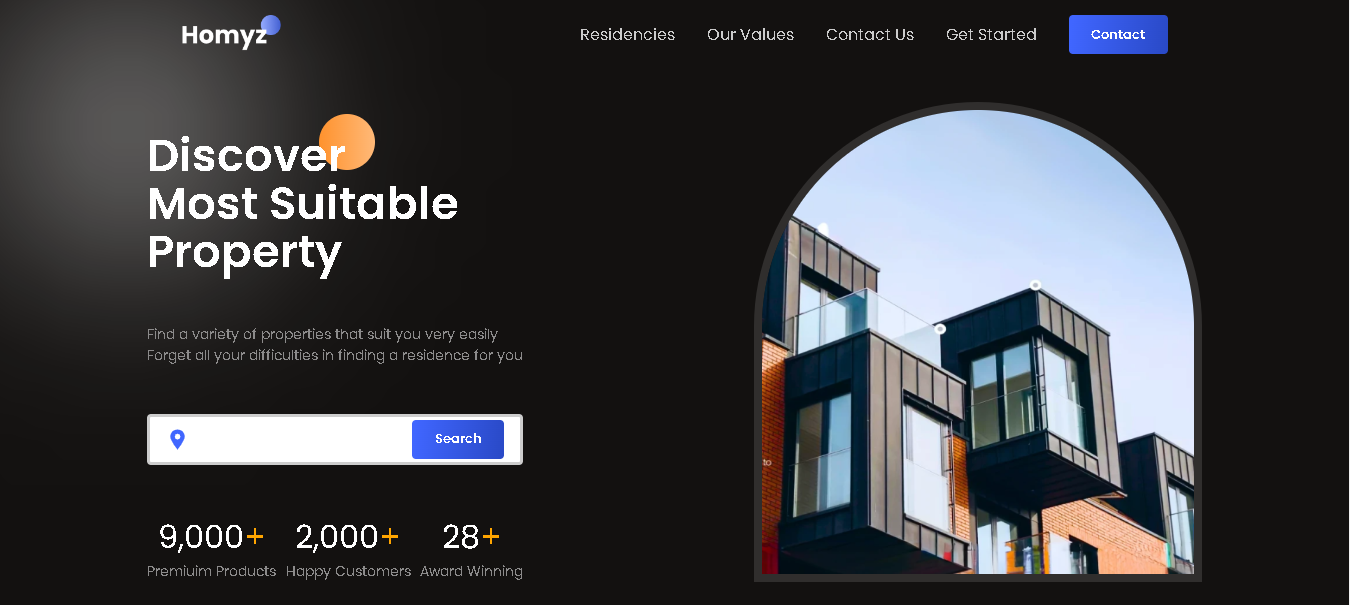 Homyz
Residencies
Our Values
Contact Us
Get Started
Contact
Discover
Most Suitable
Property
Find a variety of properties that suit you very easily
Forget all your difficulties in finding a residence for you
Search
9,000+
2,000+
28+
Premiuim Products
Happy Customers
Award Winning
to